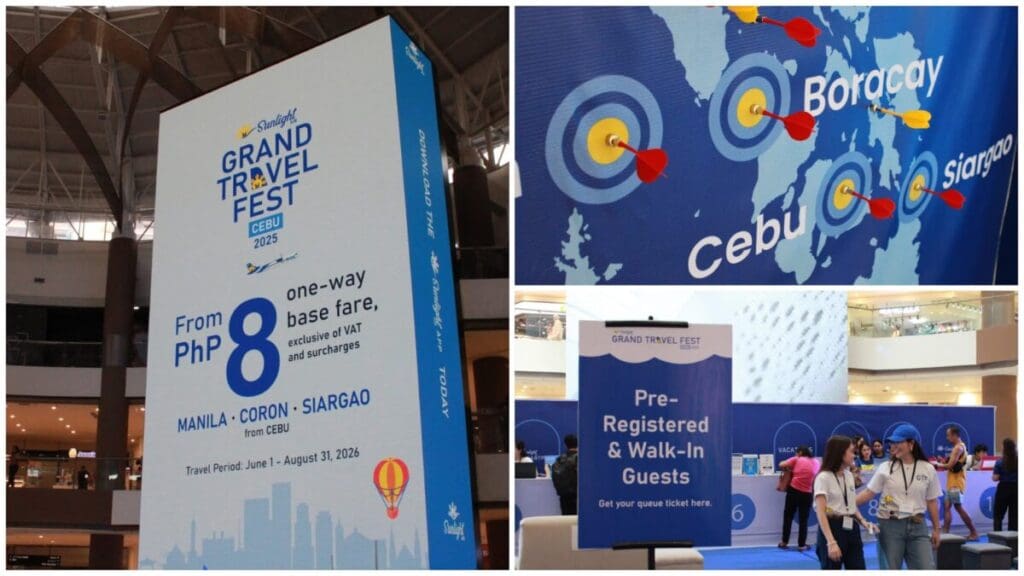 Sunlight
GRAND
TRAVEL
FEST
CEBU
2025
From
PhP 8
one-way
base fare,
exclusive of VAT
and surcharges
MANILA · CORON · SIARGAO
from CEBU
Travel Period: June 1 - August 31, 2026
DOWNLOAD THE Sunlight APP TODAY
Sunlight
Boracay
Cebu
Siargao
GRAND TRAVEL FEST
Pre-
Registered
& Walk-In
Guests
Get your queue ticket here.
6
8